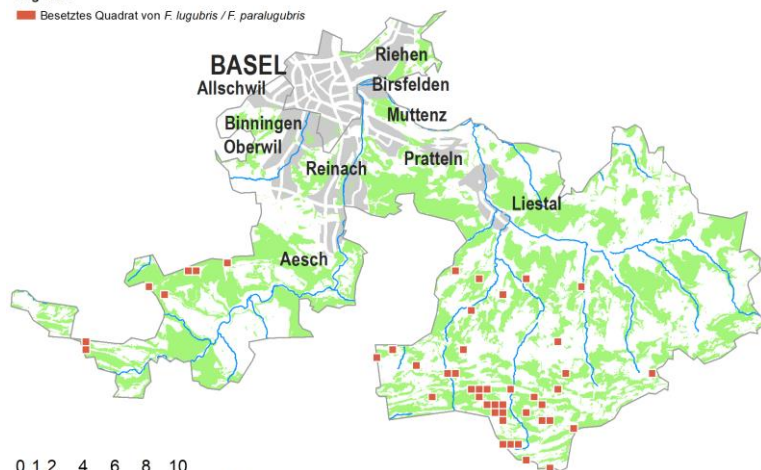 Besetztes Quadrat von F. lugubris / F. paralugubris
Riehen
BASEL
Allschwil
Birsfelden
Muttenz
Binningen
Oberwil
Pratteln
Reinach
Liestal
Aesch
0 1 2 4 6 8 10